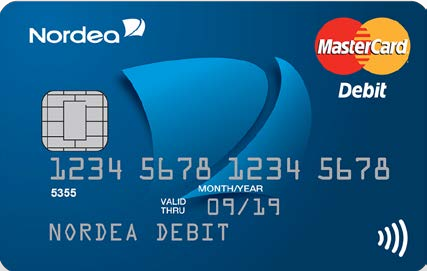 Nordea
MasterCard
Debit
1234 5678 1234 5678
5355
MONTH/YEAR
VALID
THRU
09/19
NORDEA DEBIT